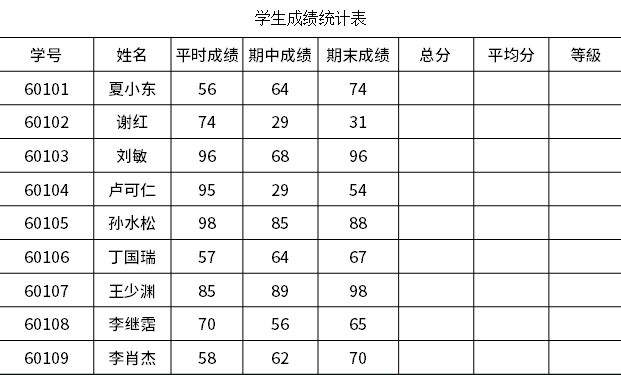 学生成绩统计表
学号 姓名 平时成绩 期中成绩 期末成绩 总分 平均分 等級
60101 夏小东 56 64 74
60102 谢红 74 29 31
60103 刘敏 96 68 96
60104 卢可仁 95 29 54
60105 孙水松 98 85 88
60106 丁国瑞 57 64 67
60107 王少渊 85 89 98
60108 李继霑 70 56 65
60109 李肖杰 58 62 70